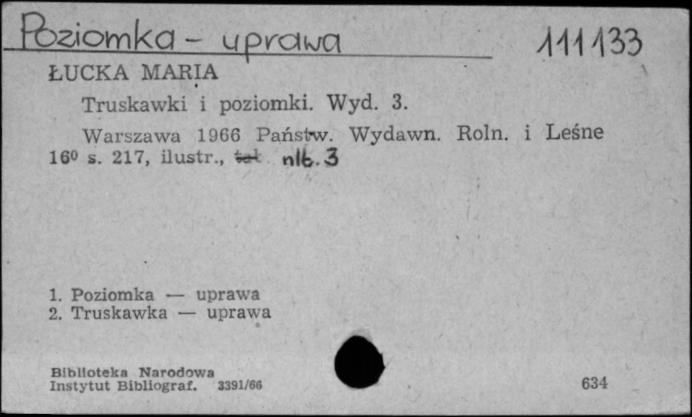 Poziomka - uprawa 111133
ŁUCKA MARIA
Truskawki i poziomki. Wyd. 3.
Warszawa 1966 Państw. Wydawn. Roln. i Leśne
16⁰ s. 217, ilustr., nlb. 3
1. Poziomka — uprawa
2. Truskawka — uprawa
Biblioteka Narodowa
Instytut Bibliograf. 3391/66 634